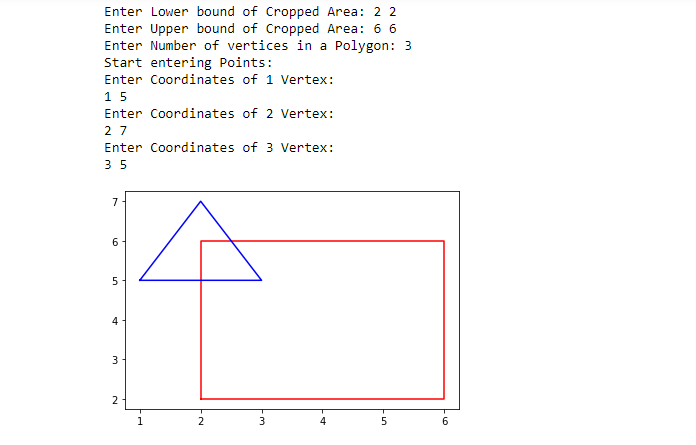 Enter Lower bound of Cropped Area: 2 2
Enter Upper bound of Cropped Area: 6 6
Enter Number of vertices in a Polygon: 3
Start entering Points:
Enter Coordinates of 1 Vertex:
1 5
Enter Coordinates of 2 Vertex:
2 7
Enter Coordinates of 3 Vertex:
3 5
7
6
5
4
3
2
1 2 3 4 5 6